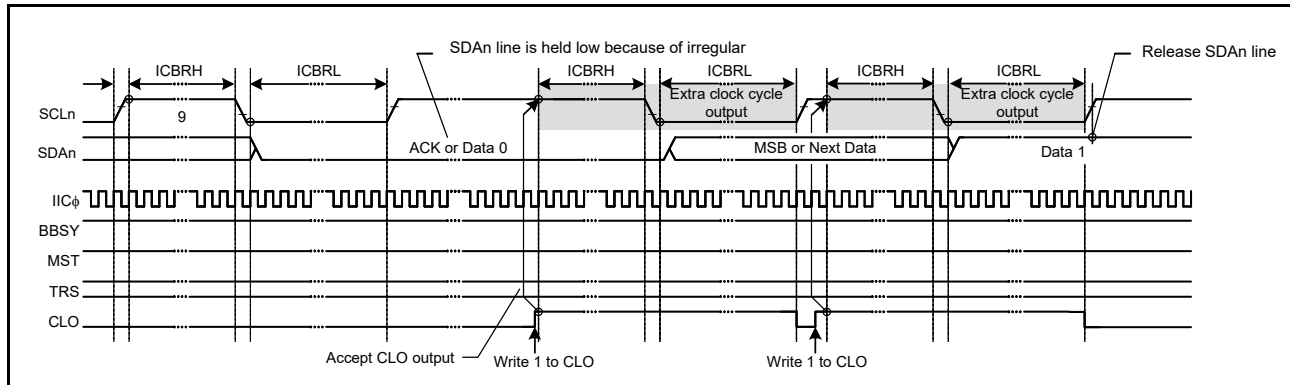 SDAn line is held low because of irregular
Release SDAn line
ICBRH
ICBRL
ICBRH
ICBRL
ICBRH
ICBRL
SCLn
9
Extra clock cycle
output
Extra clock cycle
output
SDAn
ACK or Data 0
MSB or Next Data
Data 1
IICϕ
BBSY
MST
TRS
CLO
Accept CLO output
Write 1 to CLO
Write 1 to CLO